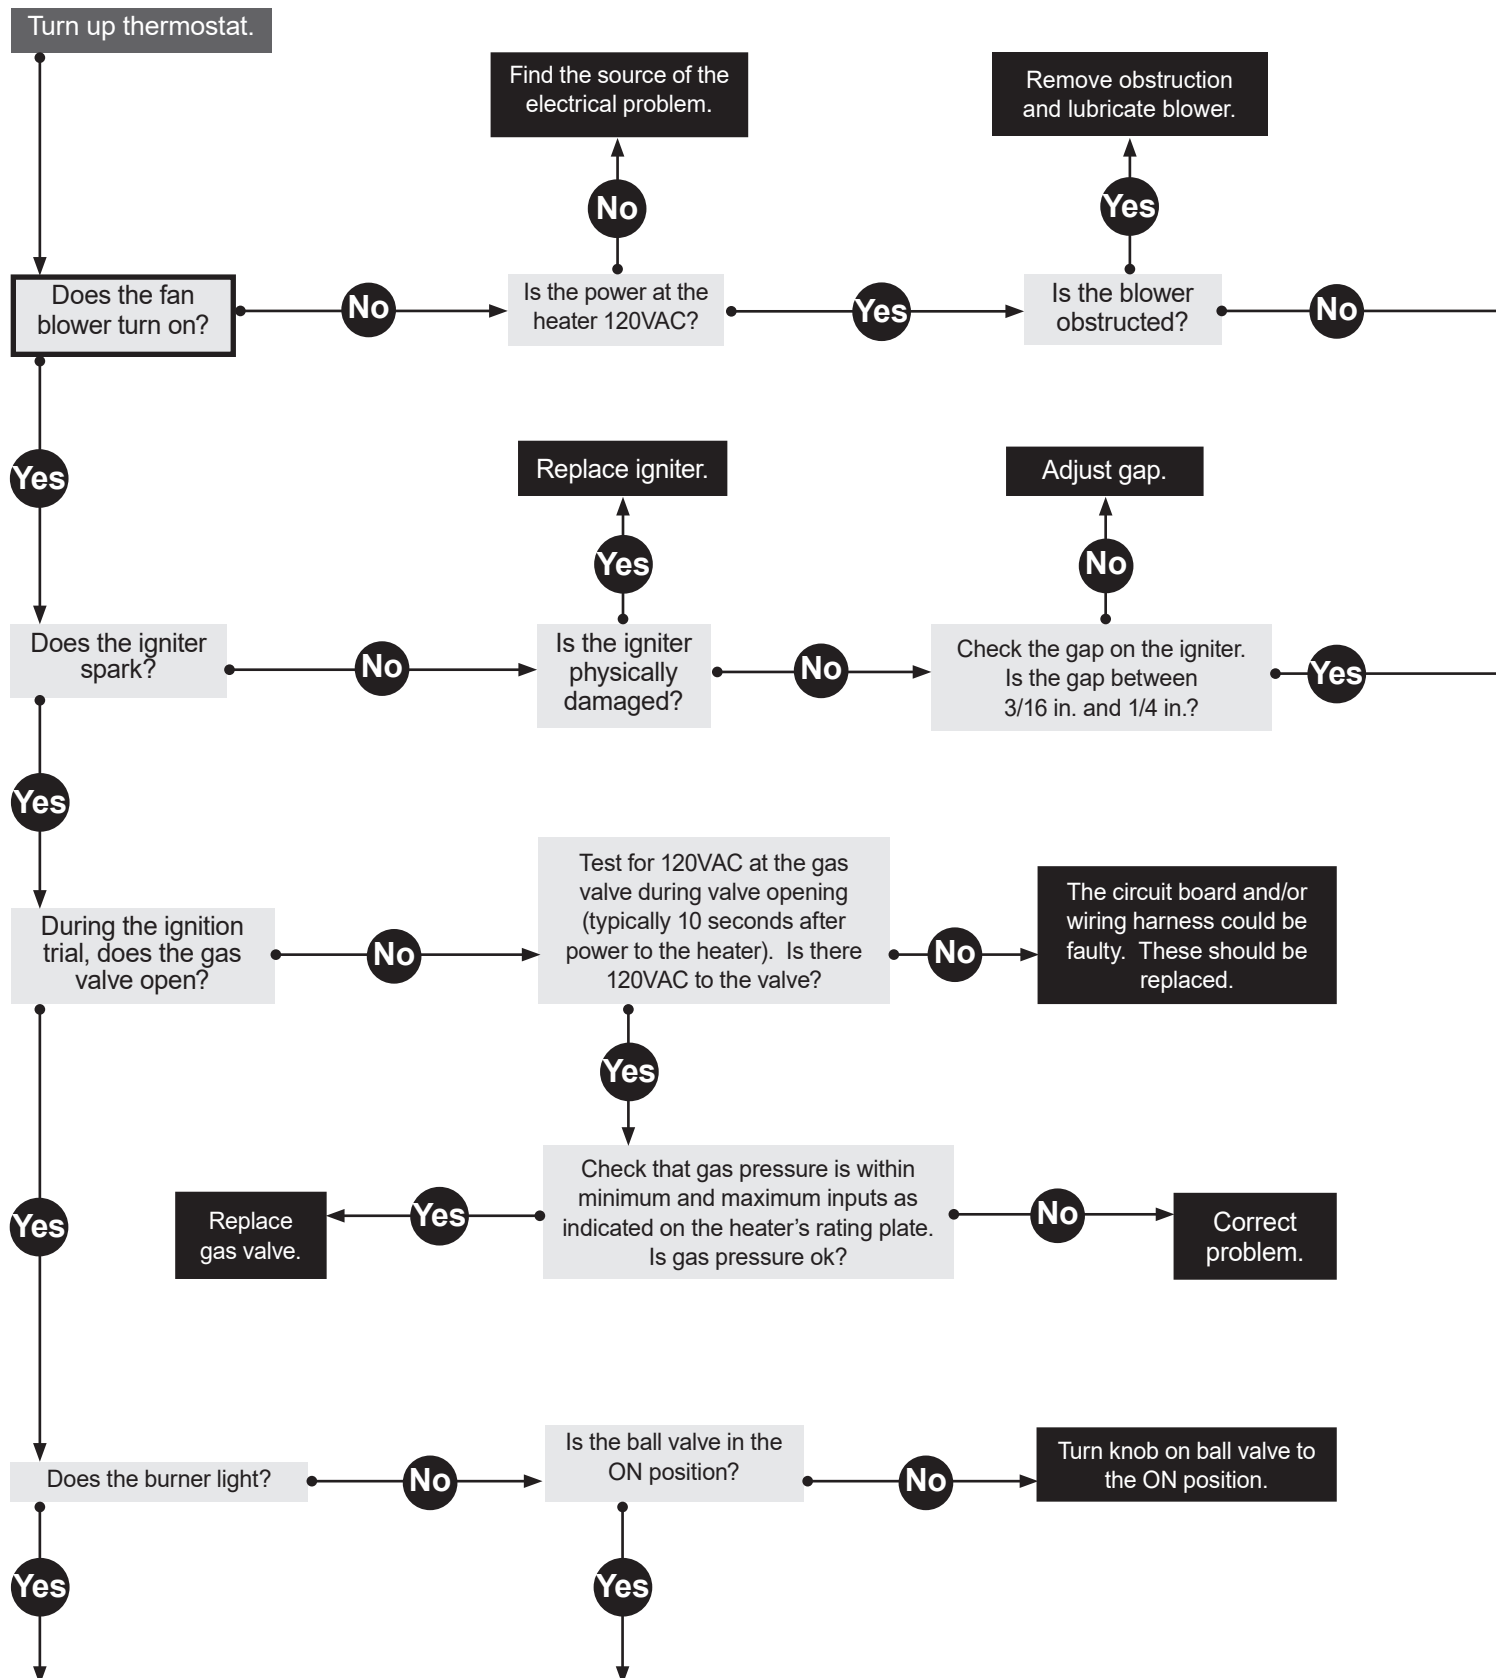 Turn up thermostat.
Find the source of the
electrical problem.
Remove obstruction
and lubricate blower.
No
Yes
Does the fan
blower turn on?
No
Is the power at the
heater 120VAC?
Yes
Is the blower
obstructed?
No
Yes
Replace igniter.
Adjust gap.
Yes
No
Does the igniter
spark?
No
Is the igniter
physically
damaged?
No
Check the gap on the igniter.
Is the gap between
3/16 in. and 1/4 in.?
Yes
Yes
During the ignition
trial, does the gas
valve open?
No
Test for 120VAC at the gas
valve during valve opening
(typically 10 seconds after
power to the heater).  Is there
120VAC to the valve?
No
The circuit board and/or
wiring harness could be
faulty.  These should be
replaced.
Yes
Yes
Replace
gas valve.
Yes
Check that gas pressure is within
minimum and maximum inputs as
indicated on the heater’s rating plate.
Is gas pressure ok?
No
Correct
problem.
Does the burner light?
No
Is the ball valve in the
ON position?
No
Turn knob on ball valve to
the ON position.
Yes
Yes